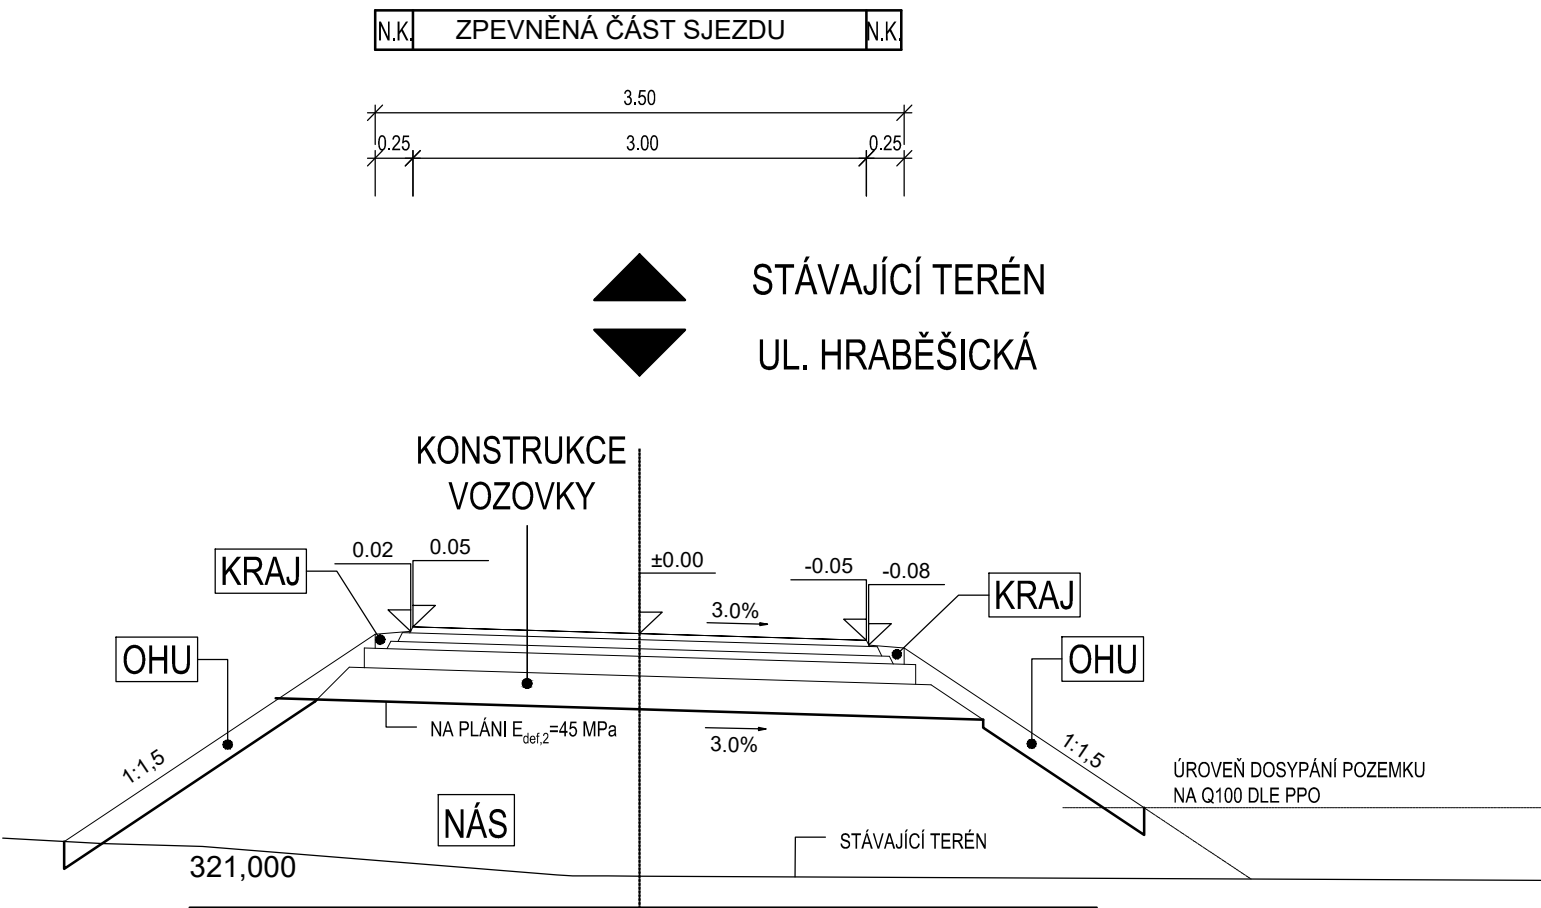 N.K.
ZPEVNĚNÁ ČÁST SJEZDU
N.K.
3.50
0.25
3.00
0.25
STÁVAJÍCÍ TERÉN
UL. HRABĚŠICKÁ
KONSTRUKCE
VOZOVKY
KRAJ
0.02
0.05
±0.00
-0.05
-0.08
KRAJ
3.0%
OHU
OHU
NA PLÁNI Edef,2=45 MPa
3.0%
1:1,5
1:1,5
ÚROVEŇ DOSYPÁNÍ POZEMKU
NA Q100 DLE PPO
NÁS
STÁVAJÍCÍ TERÉN
321,000